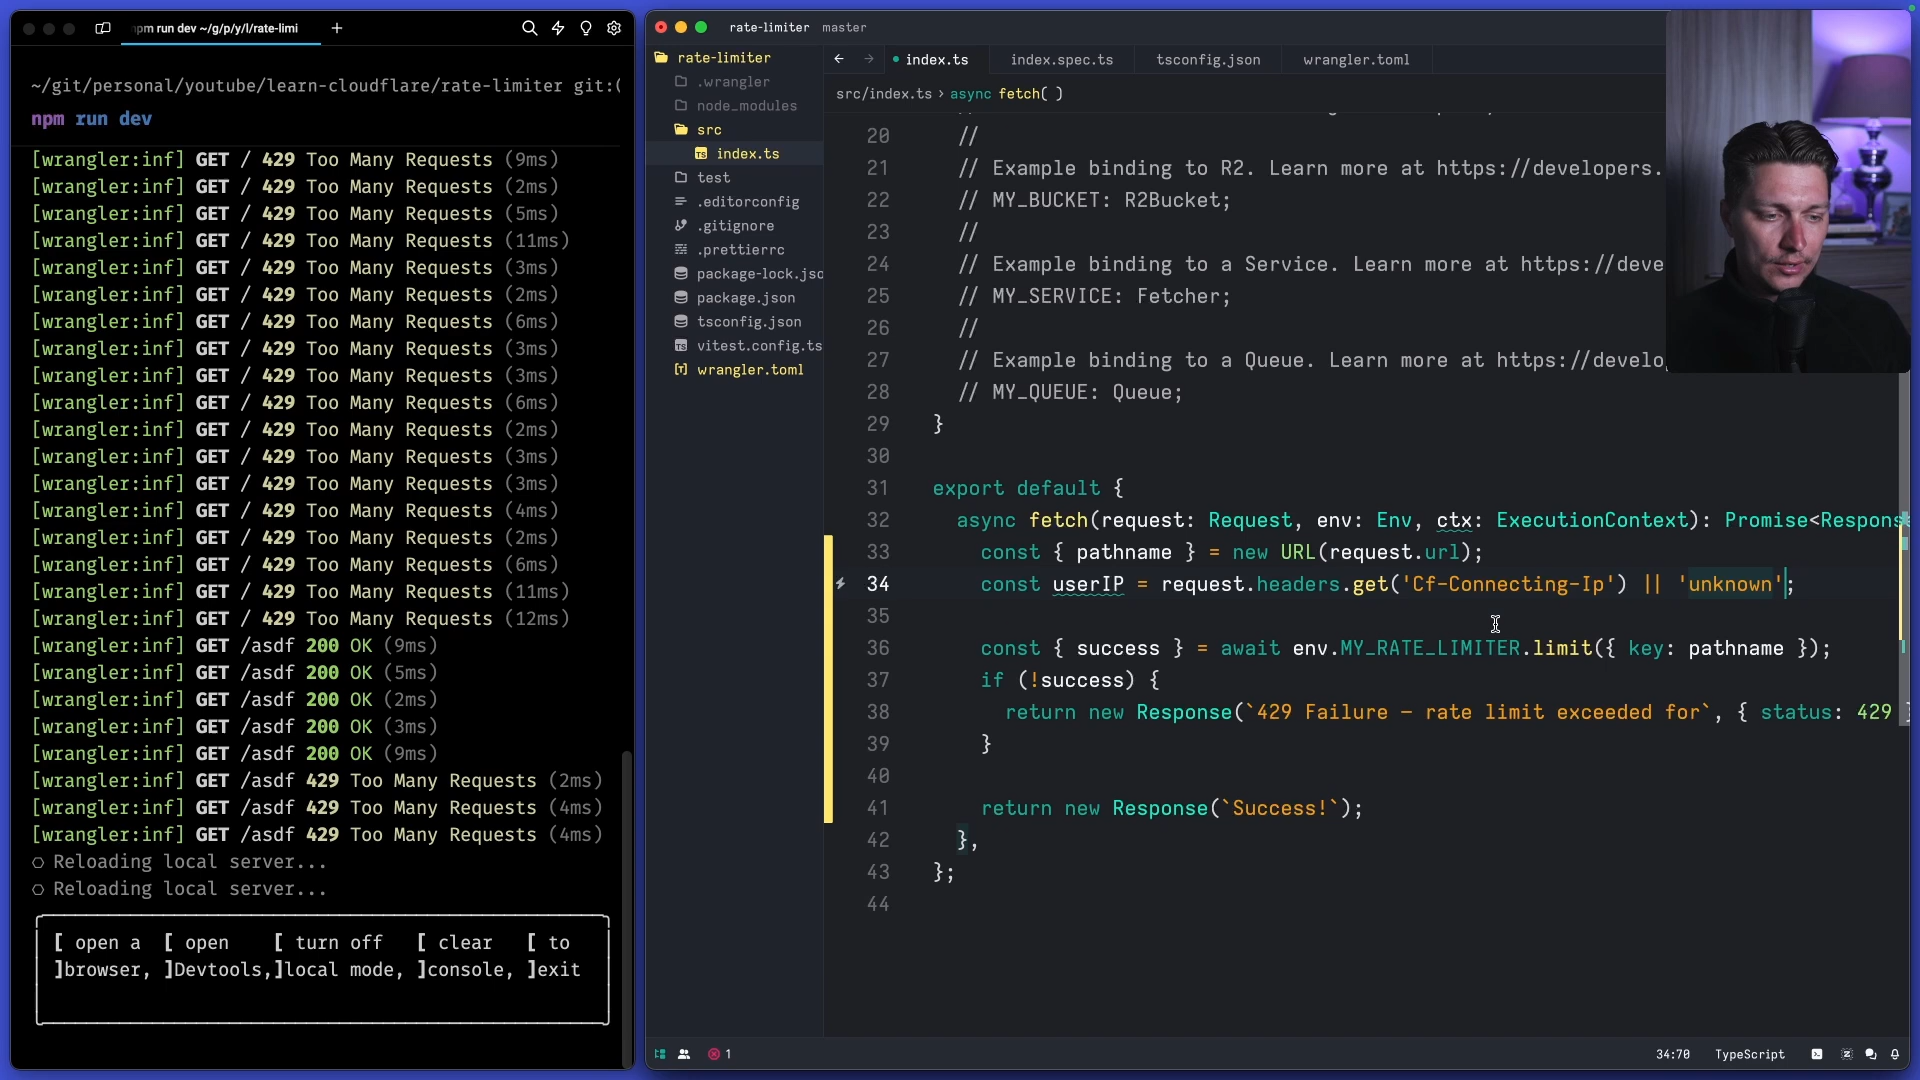 npm run dev ~/g/p/y/l/rate-limi
~/git/personal/youtube/learn-cloudflare/rate-limiter git:(
npm run dev
[wrangler:inf] GET / 429 Too Many Requests (9ms)
[wrangler:inf] GET / 429 Too Many Requests (2ms)
[wrangler:inf] GET / 429 Too Many Requests (5ms)
[wrangler:inf] GET / 429 Too Many Requests (11ms)
[wrangler:inf] GET / 429 Too Many Requests (3ms)
[wrangler:inf] GET / 429 Too Many Requests (2ms)
[wrangler:inf] GET / 429 Too Many Requests (6ms)
[wrangler:inf] GET / 429 Too Many Requests (3ms)
[wrangler:inf] GET / 429 Too Many Requests (3ms)
[wrangler:inf] GET / 429 Too Many Requests (6ms)
[wrangler:inf] GET / 429 Too Many Requests (2ms)
[wrangler:inf] GET / 429 Too Many Requests (3ms)
[wrangler:inf] GET / 429 Too Many Requests (3ms)
[wrangler:inf] GET / 429 Too Many Requests (4ms)
[wrangler:inf] GET / 429 Too Many Requests (2ms)
[wrangler:inf] GET / 429 Too Many Requests (6ms)
[wrangler:inf] GET / 429 Too Many Requests (11ms)
[wrangler:inf] GET / 429 Too Many Requests (12ms)
[wrangler:inf] GET /asdf 200 OK (9ms)
[wrangler:inf] GET /asdf 200 OK (5ms)
[wrangler:inf] GET /asdf 200 OK (2ms)
[wrangler:inf] GET /asdf 200 OK (3ms)
[wrangler:inf] GET /asdf 200 OK (9ms)
[wrangler:inf] GET /asdf 429 Too Many Requests (2ms)
[wrangler:inf] GET /asdf 429 Too Many Requests (4ms)
[wrangler:inf] GET /asdf 429 Too Many Requests (4ms)
Reloading local server...
Reloading local server...
[ open a [ open [ turn off [ clear [ to
]browser, ]Devtools,]local mode, ]console, ]exit
rate-limiter master
rate-limiter
.wrangler
node_modules
src
TS index.ts
test
.editorconfig
.gitignore
.prettierrc
package-lock.jso
package.json
tsconfig.json
TS vitest.config.ts
[T] wrangler.toml
index.ts index.spec.ts tsconfig.json wrangler.toml
src/index.ts › async fetch( )
20 //
21 // Example binding to R2. Learn more at https://developers.
22 // MY_BUCKET: R2Bucket;
23 //
24 // Example binding to a Service. Learn more at https://deve
25 // MY_SERVICE: Fetcher;
26 //
27 // Example binding to a Queue. Learn more at https://develo
28 // MY_QUEUE: Queue;
29 }
30
31 export default {
32 async fetch(request: Request, env: Env, ctx: ExecutionContext): Promise<Respons
33 const { pathname } = new URL(request.url);
34 const userIP = request.headers.get('Cf-Connecting-Ip') || 'unknown';
35
36 const { success } = await env.MY_RATE_LIMITER.limit({ key: pathname });
37 if (!success) {
38 return new Response(`429 Failure – rate limit exceeded for`, { status: 429 }
39 }
40
41 return new Response(`Success!`);
42 },
43 };
44
1 34:70 TypeScript